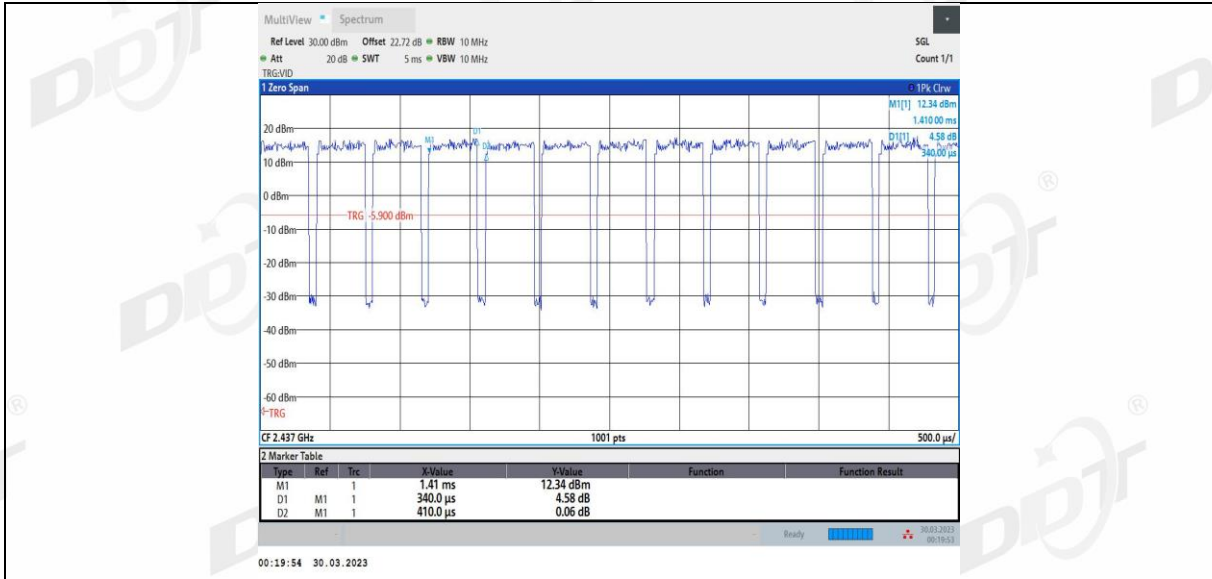 MultiView Spectrum
Ref Level 30.00 dBm Offset 22.72 dB RBW 10 MHz SGL
Att 20 dB SWT 5 ms VBW 10 MHz Count 1/1
TRG:VID
1 Zero Span 1Pk Clrw
M1[1] 12.34 dBm
1.410 00 ms
D1[1] 4.58 dB
340.00 µs
20 dBm
M1
D1
D2
10 dBm
0 dBm
TRG -5.900 dBm
-10 dBm
-20 dBm
-30 dBm
-40 dBm
-50 dBm
-60 dBm
TRG
CF 2.437 GHz 1001 pts 500.0 µs/
2 Marker Table
Type Ref Trc X-Value Y-Value Function Function Result
M1 1 1.41 ms 12.34 dBm
D1 M1 1 340.0 µs 4.58 dB
D2 M1 1 410.0 µs 0.06 dB
Ready 30.03.2023
00:19:53
00:19:54 30.03.2023
DDT
®